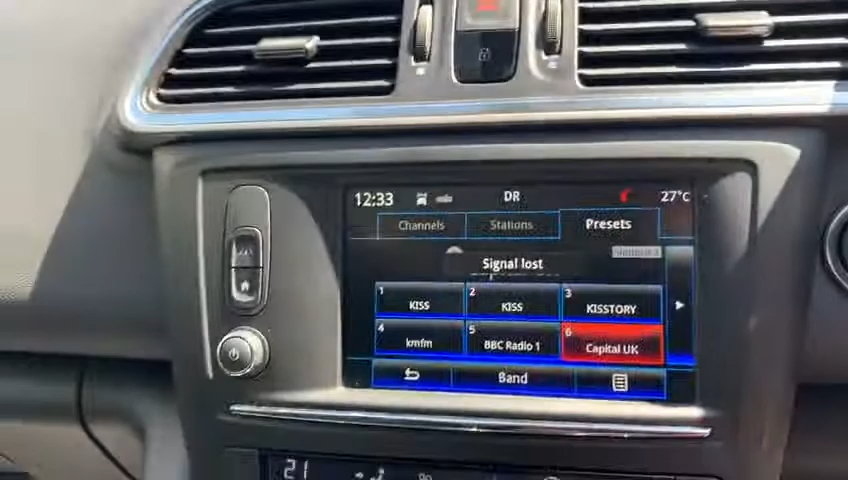 12:33 DR 27°C
Channels Stations Presets
Signal lost
1 KISS 2 KISS 3 KISSTORY
4 kmfm 5 BBC Radio 1 6 Capital UK
Band
21